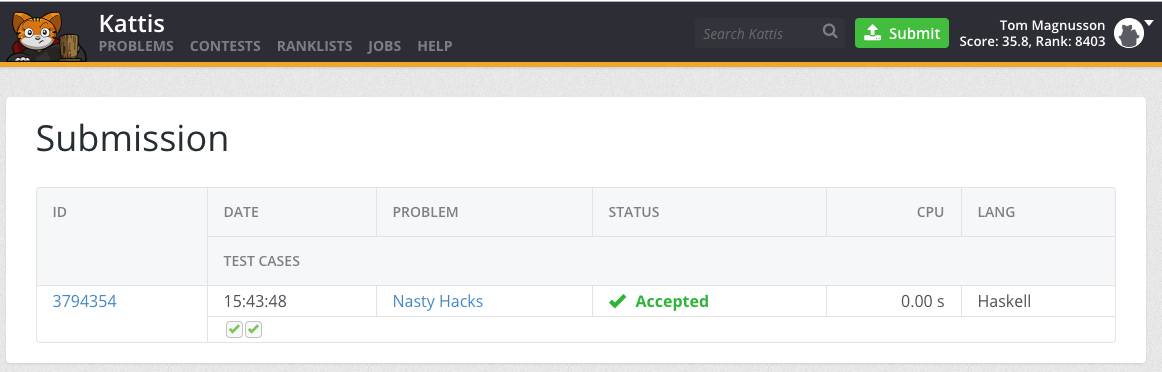 Kattis
PROBLEMS CONTESTS RANKLISTS JOBS HELP
Search Kattis
Submit
Tom Magnusson
Score: 35.8, Rank: 8403
Submission
ID DATE PROBLEM STATUS CPU LANG
TEST CASES
3794354 15:43:48 Nasty Hacks Accepted 0.00 s Haskell